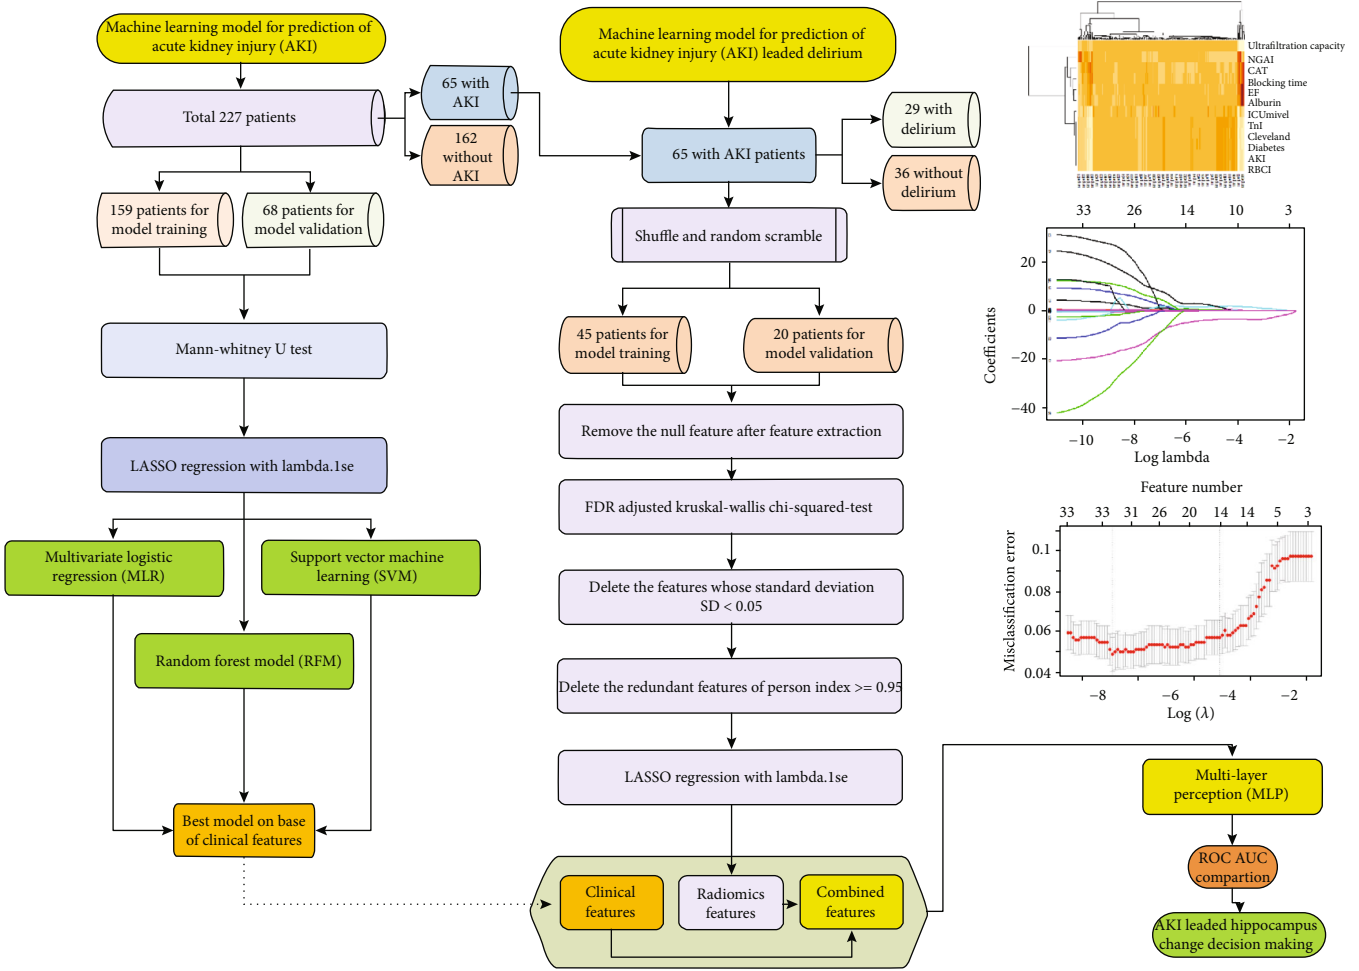 Machine learning model for prediction of
acute kidney injury (AKI)
Total 227 patients
65 with
AKI
162
without
AKI
159 patients for
model training
68 patients for
model validation
Mann-whitney U test
LASSO regression with lambda.1se
Multivariate logistic
regression (MLR)
Support vector machine
learning (SVM)
Random forest model (RFM)
Best model on base
of clinical features
Machine learning model for prediction of
acute kidney injury (AKI) leaded delirium
65 with AKI patients
29 with
delirium
36 without
delirium
Shuffle and random scramble
45 patients for
model training
20 patients for
model validation
Remove the null feature after feature extraction
FDR adjusted kruskal-wallis chi-squared-test
Delete the features whose standard deviation
SD < 0.05
Delete the redundant features of person index >= 0.95
LASSO regression with lambda.1se
Clinical
features
Radiomics
features
Combined
features
Ultrafiltration capacity
NGAI
CAT
Blocking time
EF
Alburin
ICUmivel
TnI
Cleveland
Diabetes
AKI
RBCI
33 26 14 10 3
Coefficients
20
0
−20
−40
−10 −8 −6 −4 −2
Log lambda
Feature number
33 33 31 26 20 14 14 5 3
Misclassification error
0.1
0.08
0.06
0.04
−8 −6 −4 −2
Log (λ)
Multi-layer
perception (MLP)
ROC AUC
compartion
AKI leaded hippocampus
change decision making